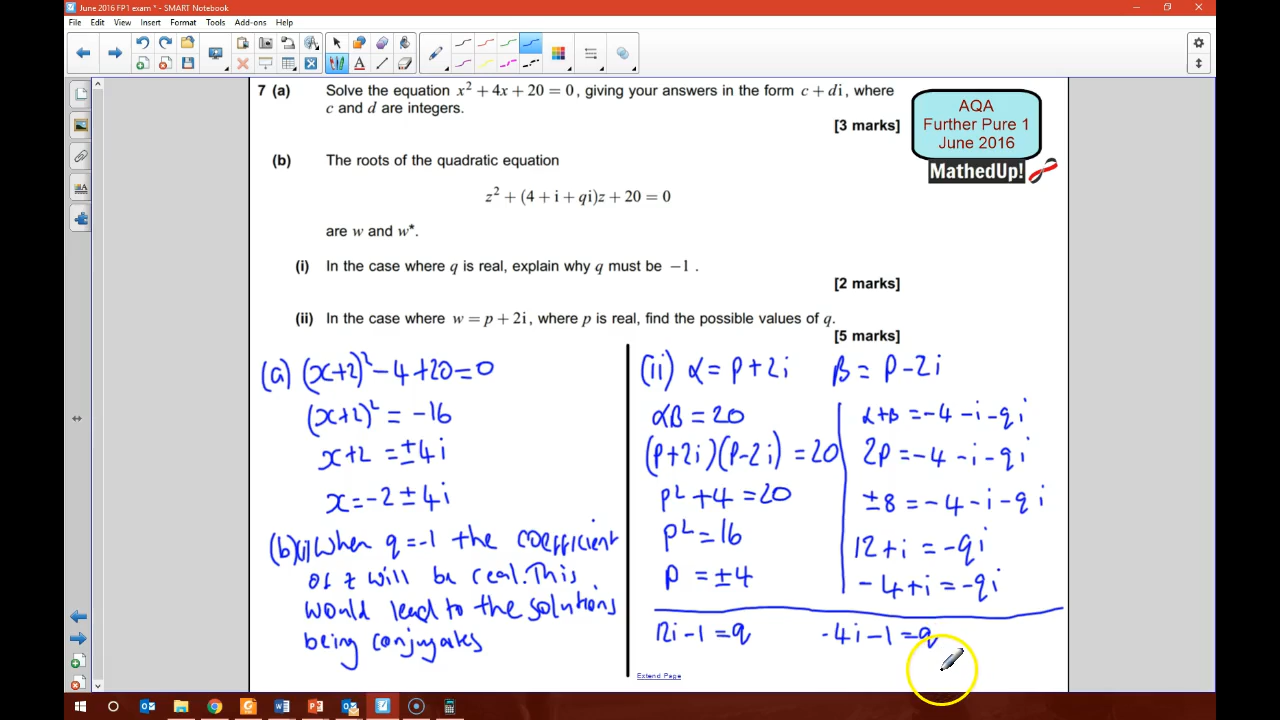 June 2016 FP1 exam * - SMART Notebook
File Edit View Insert Format Tools Add-ons Help
7 (a) Solve the equation x² + 4x + 20 = 0, giving your answers in the form c + di, where
c and d are integers.
[3 marks]
AQA
Further Pure 1
June 2016
MathedUp!
(b) The roots of the quadratic equation
z² + (4 + i + qi)z + 20 = 0
are w and w*.
(i) In the case where q is real, explain why q must be −1 .
[2 marks]
(ii) In the case where w = p + 2i, where p is real, find the possible values of q.
[5 marks]
(a) (x+2)² - 4 + 20 = 0
(x+2)² = -16
x+2 = ±4i
x = -2 ± 4i
(b)(i) When q = -1 the coefficient
of z will be real. This
would lead to the solutions
being conjugates
(ii) α = p + 2i β = p - 2i
αβ = 20
(p+2i)(p-2i) = 20
p² + 4 = 20
p² = 16
p = ±4
α+β = -4 - i - qi
2p = -4 - i - qi
±8 = -4 - i - qi
12 + i = -qi
-4 + i = -qi
12i - 1 = q -4i - 1 = q
Extend Page